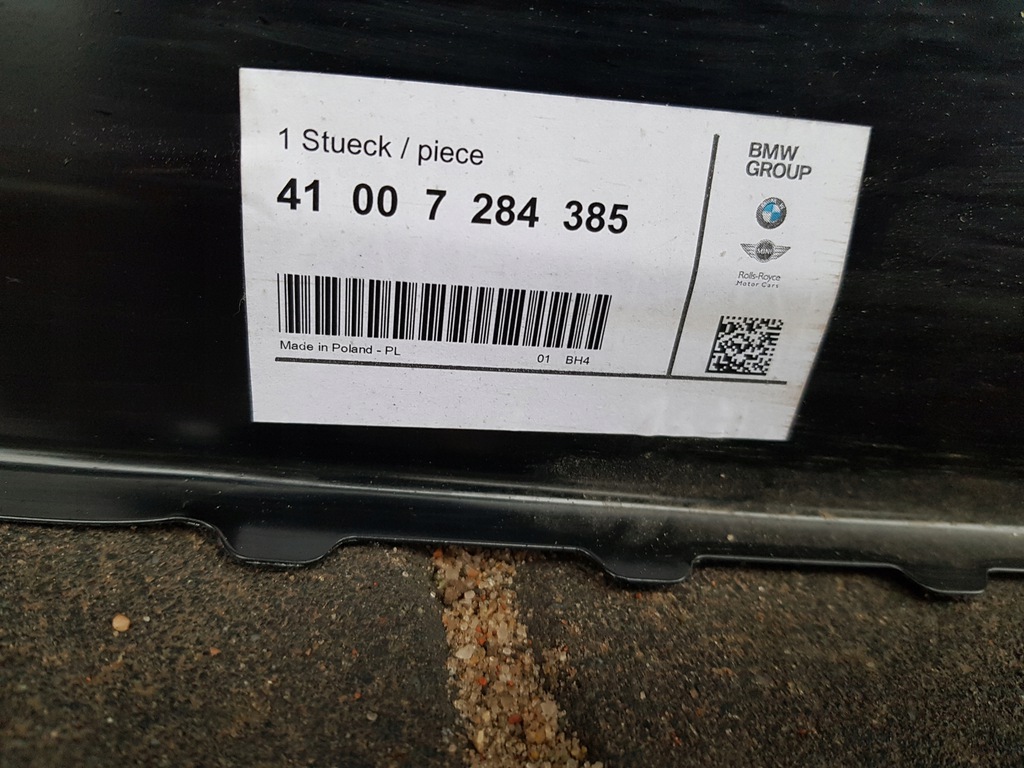 1 Stueck / piece
41 00 7 284 385
Made in Poland - PL
01 BH4
BMW
GROUP
MINI
Rolls-Royce
Motor Cars